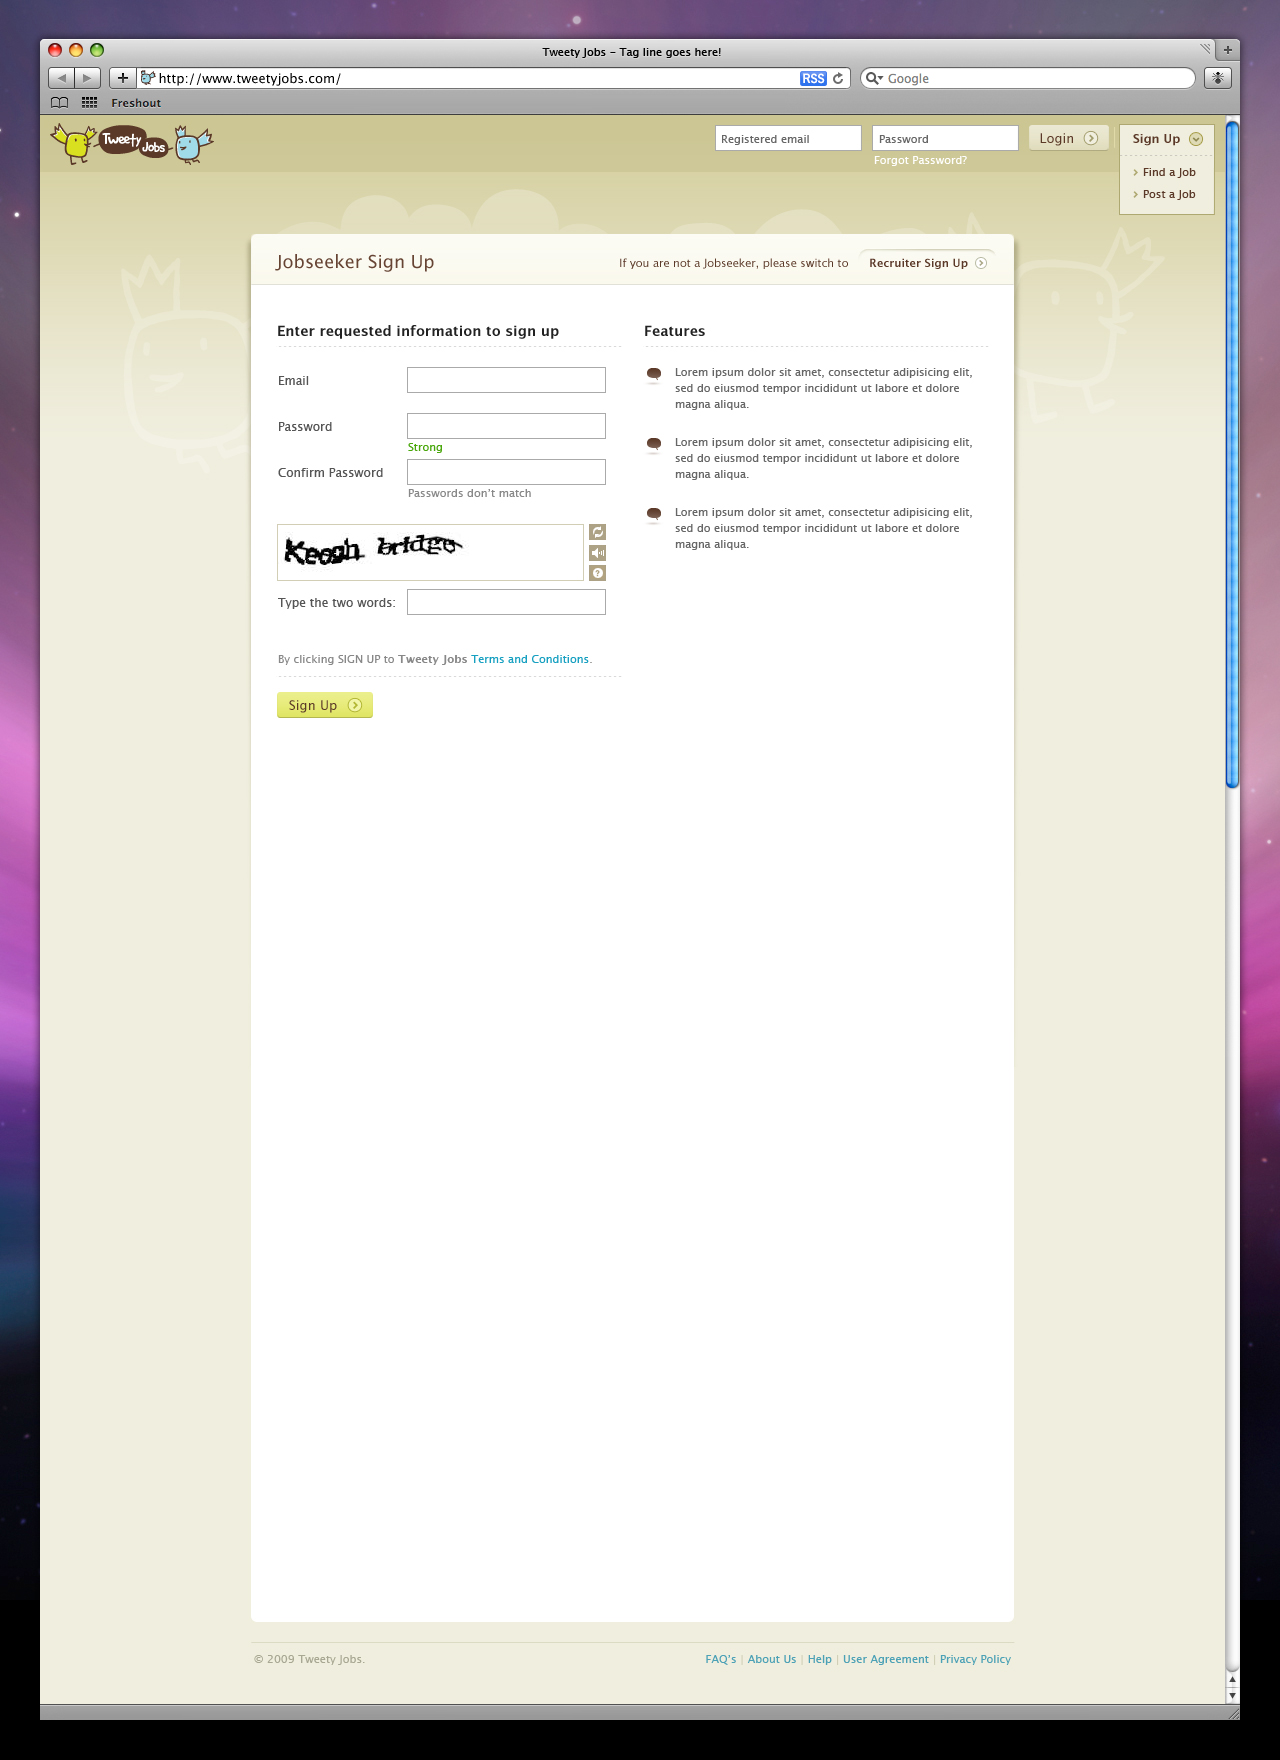 Tweety Jobs – Tag line goes here!
http://www.tweetyjobs.com/
RSS
Google
Freshout
Tweety Jobs
Registered email
Password
Login
Sign Up
Forgot Password?
Find a Job
Post a Job
Jobseeker Sign Up
If you are not a Jobseeker, please switch to
Recruiter Sign Up
Enter requested information to sign up
Email
Password
Strong
Confirm Password
Passwords don't match
bridge
Type the two words:
By clicking SIGN UP to Tweety Jobs Terms and Conditions.
Sign Up
Features
Lorem ipsum dolor sit amet, consectetur adipisicing elit,
sed do eiusmod tempor incididunt ut labore et dolore
magna aliqua.
Lorem ipsum dolor sit amet, consectetur adipisicing elit,
sed do eiusmod tempor incididunt ut labore et dolore
magna aliqua.
Lorem ipsum dolor sit amet, consectetur adipisicing elit,
sed do eiusmod tempor incididunt ut labore et dolore
magna aliqua.
© 2009 Tweety Jobs.
FAQ's | About Us | Help | User Agreement | Privacy Policy